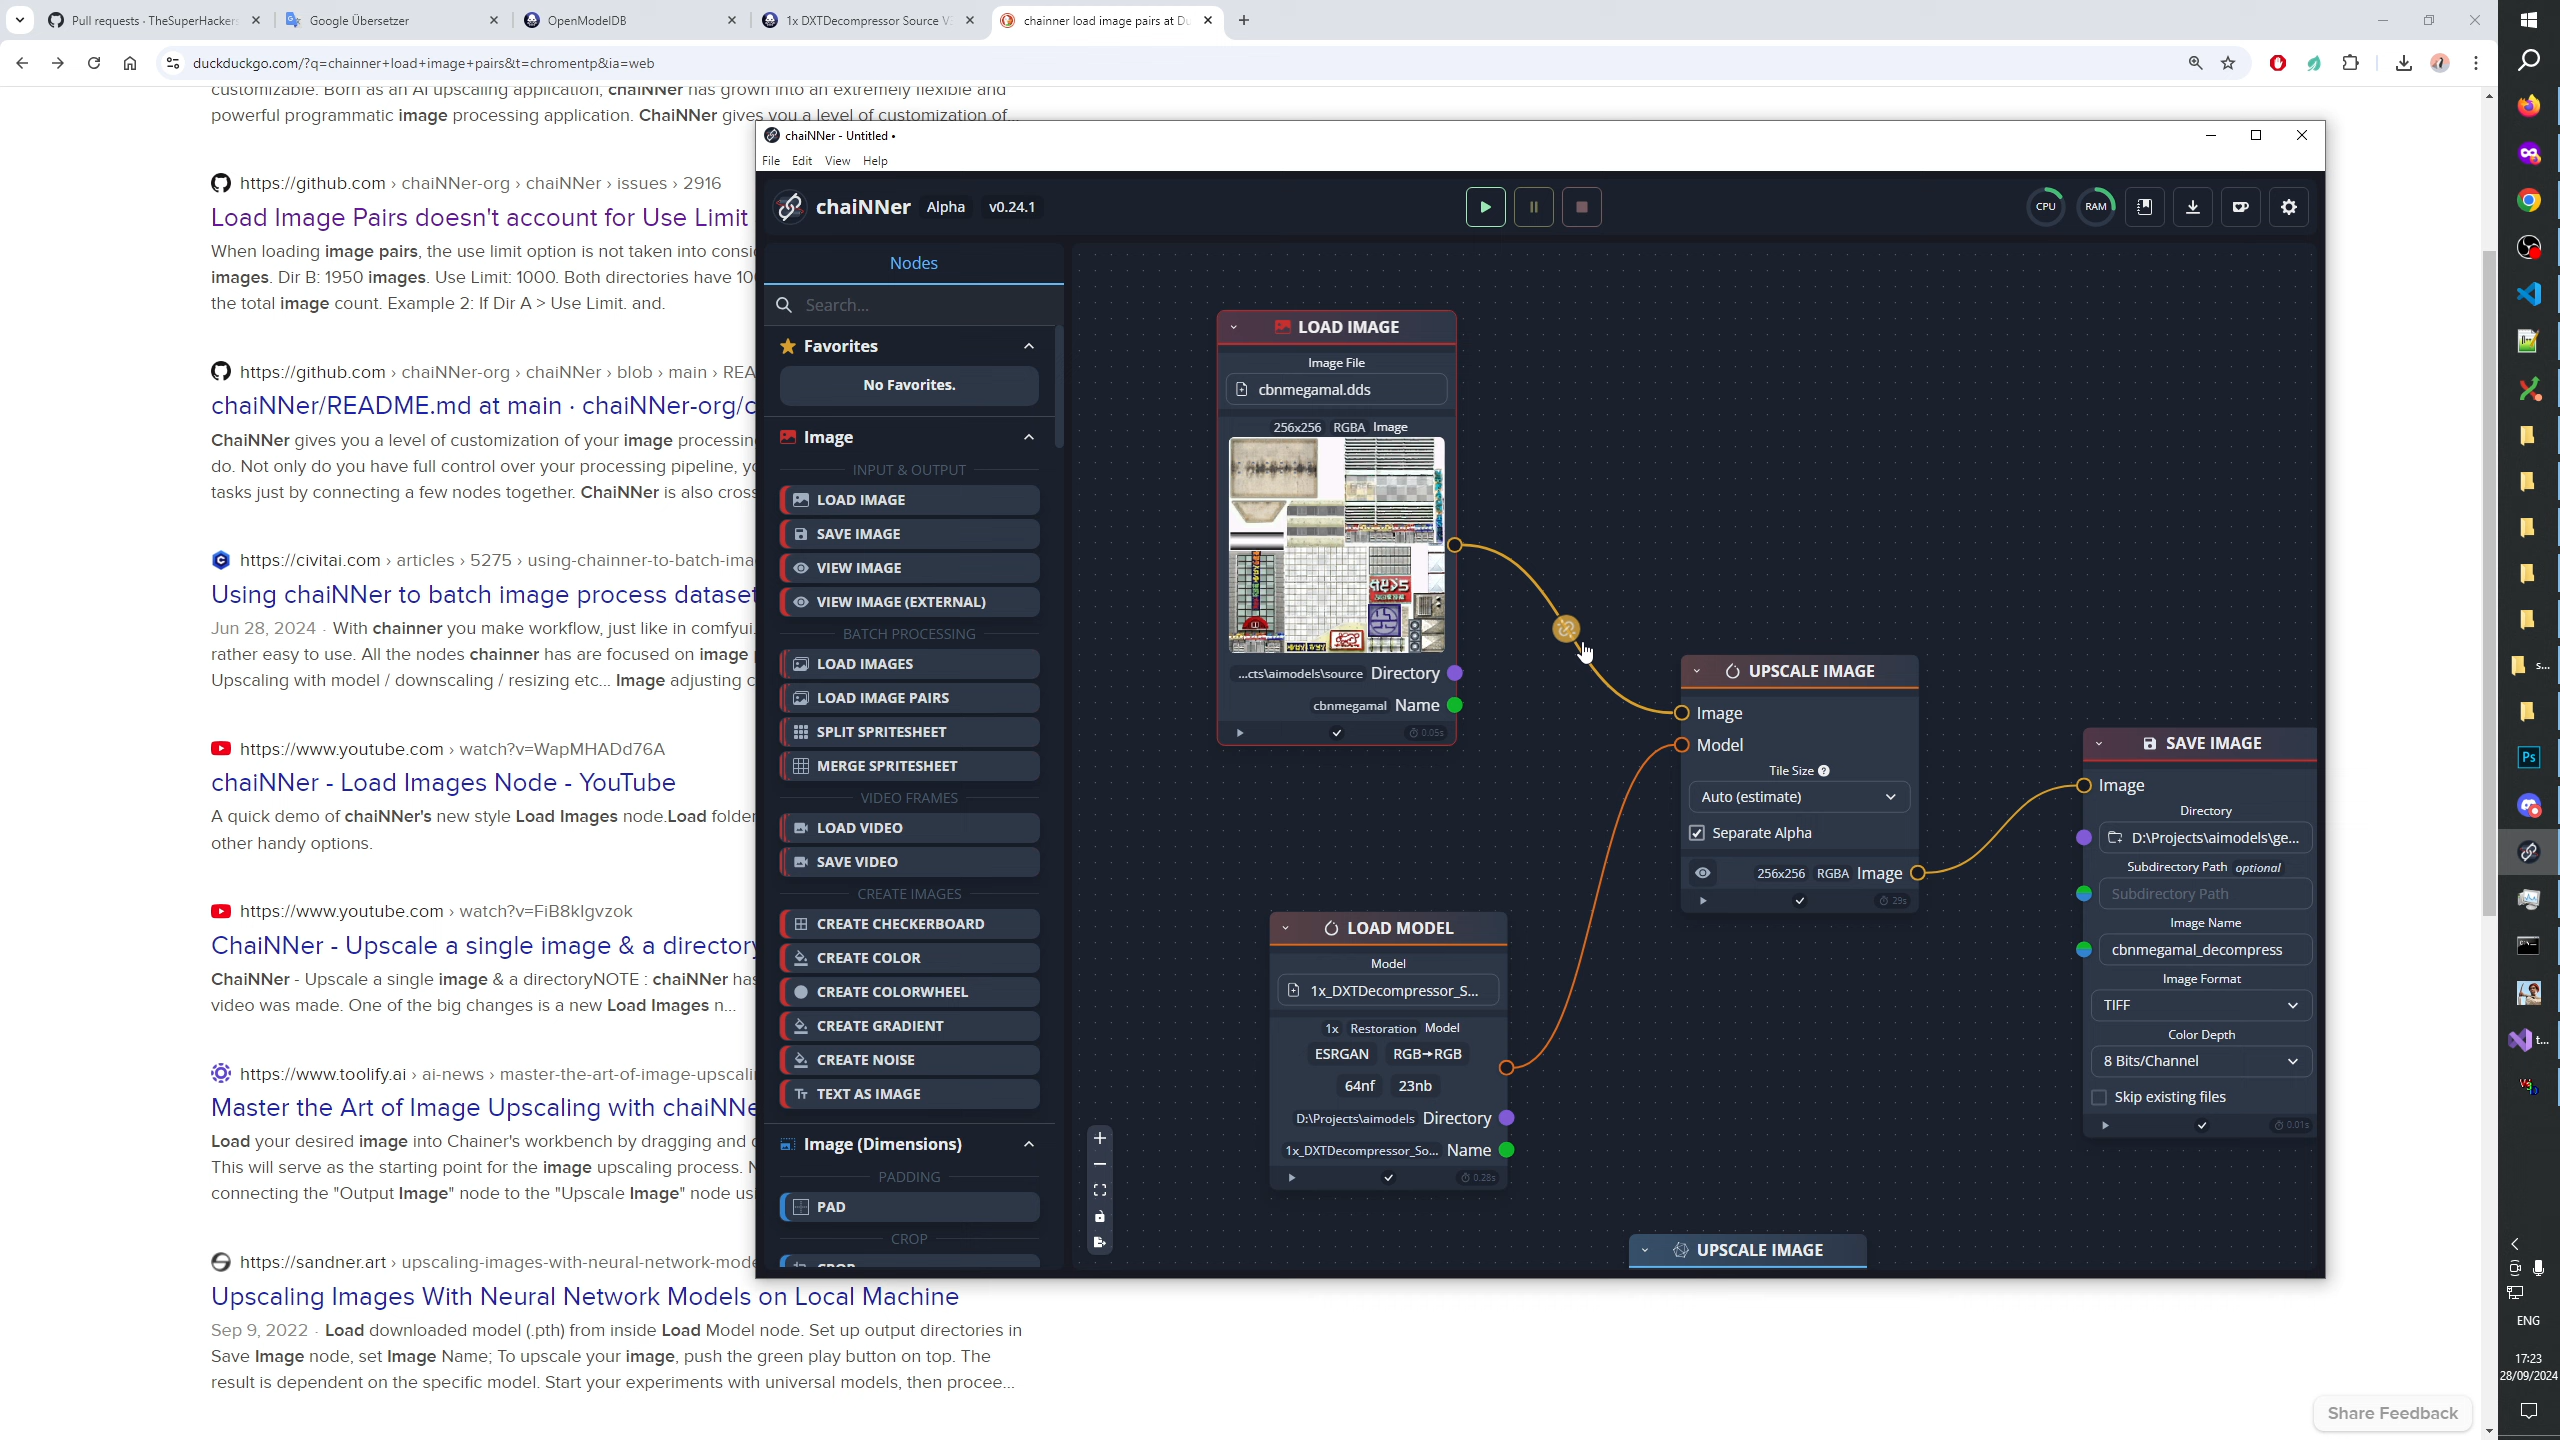 Pull requests · TheSuperHackers
Google Übersetzer
OpenModelDB
1x DXTDecompressor Source V
chainner load image pairs at Du
duckduckgo.com/?q=chainner+load+image+pairs&t=chromentp&ia=web
customizable. Born as an AI upscaling application, chaiNNer has grown into an extremely flexible and
powerful programmatic image processing application. ChaiNNer gives you a level of customization of...
https://github.com › chaiNNer-org › chaiNNer › issues › 2916
Load Image Pairs doesn't account for Use Limit
When loading image pairs, the use limit option is not taken into consi
images. Dir B: 1950 images. Use Limit: 1000. Both directories have 10
the total image count. Example 2: If Dir A > Use Limit. and.
https://github.com › chaiNNer-org › chaiNNer › blob › main › REA
chaiNNer/README.md at main · chaiNNer-org/c
ChaiNNer gives you a level of customization of your image processin
do. Not only do you have full control over your processing pipeline, y
tasks just by connecting a few nodes together. ChaiNNer is also cros
https://civitai.com › articles › 5275 › using-chainner-to-batch-ima
Using chaiNNer to batch image process dataset
Jun 28, 2024 · With chainner you make workflow, just like in comfyui.
rather easy to use. All the nodes chainner has are focused on image
Upscaling with model / downscaling / resizing etc... Image adjusting c
https://www.youtube.com › watch?v=WapMHADd76A
chaiNNer - Load Images Node - YouTube
A quick demo of chaiNNer's new style Load Images node.Load folder
other handy options.
https://www.youtube.com › watch?v=FiB8klgvzok
ChaiNNer - Upscale a single image & a directory
ChaiNNer - Upscale a single image & a directoryNOTE : chaiNNer has
video was made. One of the big changes is a new Load Images n...
https://www.toolify.ai › ai-news › master-the-art-of-image-upscali
Master the Art of Image Upscaling with chaiNNe
Load your desired image into Chainer's workbench by dragging and d
This will serve as the starting point for the image upscaling process. N
connecting the "Output Image" node to the "Upscale Image" node us
https://sandner.art › upscaling-images-with-neural-network-mode
Upscaling Images With Neural Network Models on Local Machine
Sep 9, 2022 · Load downloaded model (.pth) from inside Load Model node. Set up output directories in
Save Image node, set Image Name; To upscale your image, push the green play button on top. The
result is dependent on the specific model. Start your experiments with universal models, then procee...
Share Feedback
chaiNNer - Untitled •
File Edit View Help
chaiNNer Alpha v0.24.1
CPU
RAM
Nodes
Search...
Favorites
No Favorites.
Image
INPUT & OUTPUT
LOAD IMAGE
SAVE IMAGE
VIEW IMAGE
VIEW IMAGE (EXTERNAL)
BATCH PROCESSING
LOAD IMAGES
LOAD IMAGE PAIRS
SPLIT SPRITESHEET
MERGE SPRITESHEET
VIDEO FRAMES
LOAD VIDEO
SAVE VIDEO
CREATE IMAGES
CREATE CHECKERBOARD
CREATE COLOR
CREATE COLORWHEEL
CREATE GRADIENT
CREATE NOISE
TEXT AS IMAGE
Image (Dimensions)
PADDING
PAD
CROP
CROP
LOAD IMAGE
Image File
cbnmegamal.dds
256x256 RGBA Image
...cts\aimodels\source Directory
cbnmegamal Name
0.05s
LOAD MODEL
Model
1x_DXTDecompressor_S...
1x Restoration Model
ESRGAN RGB→RGB
64nf 23nb
D:\Projects\aimodels Directory
1x_DXTDecompressor_So... Name
0.28s
UPSCALE IMAGE
Image
Model
Tile Size
Auto (estimate)
Separate Alpha
256x256 RGBA Image
29s
SAVE IMAGE
Image
Directory
D:\Projects\aimodels\ge...
Subdirectory Path optional
Subdirectory Path
Image Name
cbnmegamal_decompress
Image Format
TIFF
Color Depth
8 Bits/Channel
Skip existing files
0.01s
UPSCALE IMAGE
Ps
s...
t...
ENG
17:23
28/09/2024